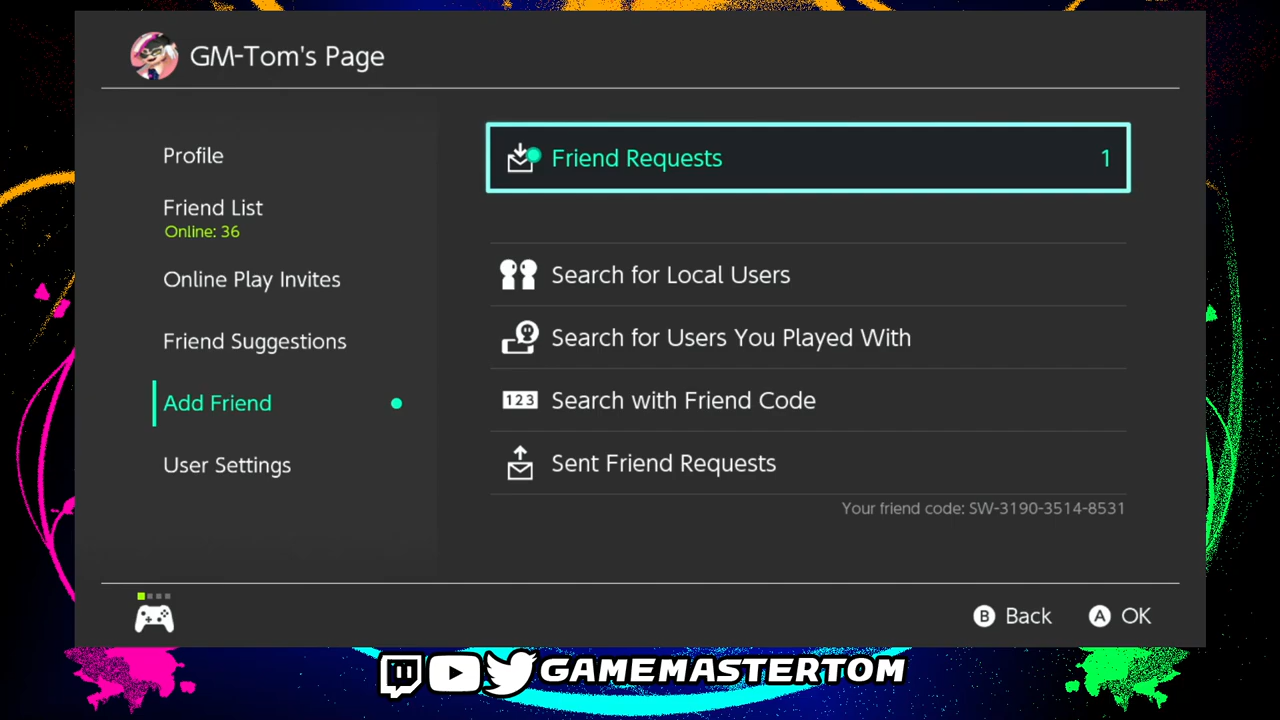 GM-Tom's Page
Profile
Friend List
Online: 36
Online Play Invites
Friend Suggestions
Add Friend
User Settings
Friend Requests 1
Search for Local Users
Search for Users You Played With
123 Search with Friend Code
Sent Friend Requests
Your friend code: SW-3190-3514-8531
B Back A OK
GAMEMASTERTOM